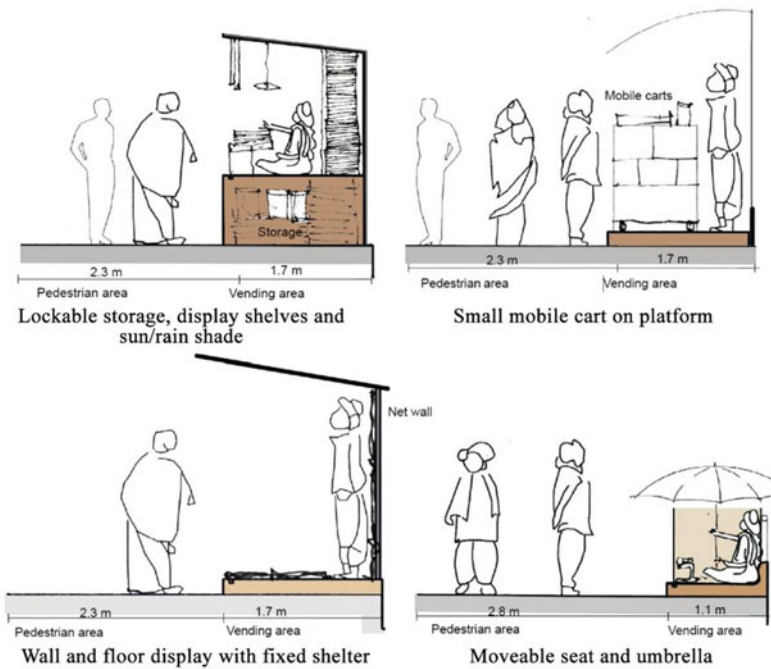 Storage
2.3 m
1.7 m
Pedestrian area
Vending area
Lockable storage, display shelves and
sun/rain shade
Mobile carts
2.3 m
1.7 m
Pedestrian area
Vending area
Small mobile cart on platform
Net wall
2.3 m
1.7 m
Pedestrian area
Vending area
Wall and floor display with fixed shelter
2.8 m
1.1 m
Pedestrian area
Vending area
Moveable seat and umbrella